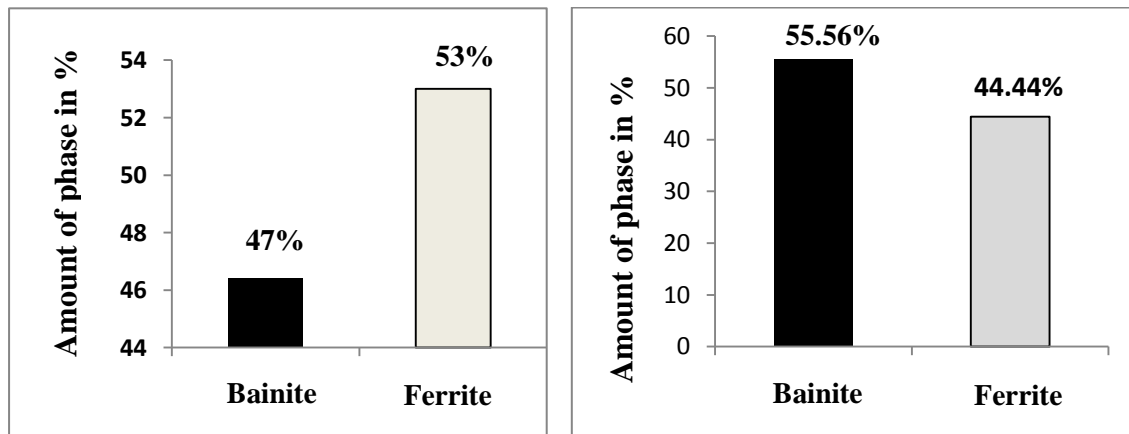 Amount of phase in %
54
52
50
48
46
44
47%
53%
Bainite
Ferrite
Amount of phase in %
60
50
40
30
20
10
0
55.56%
44.44%
Bainite
Ferrite